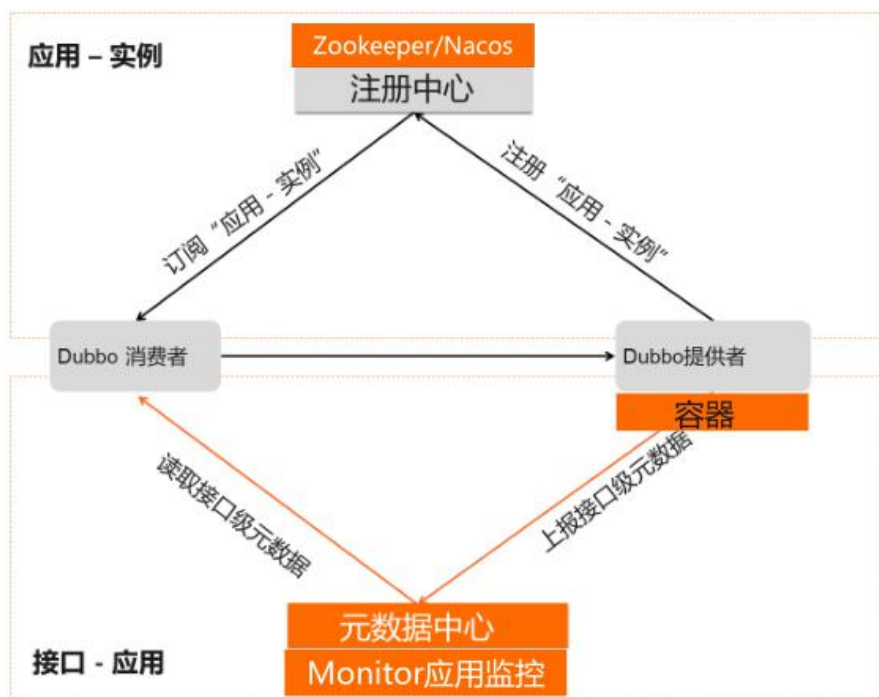 Zookeeper/Nacos
应用 – 实例
注册中心
订阅“应用 - 实例”
注册“应用 - 实例”
Dubbo 消费者
Dubbo提供者
容器
读取接口级元数据
上报接口级元数据
元数据中心
接口 - 应用
Monitor应用监控